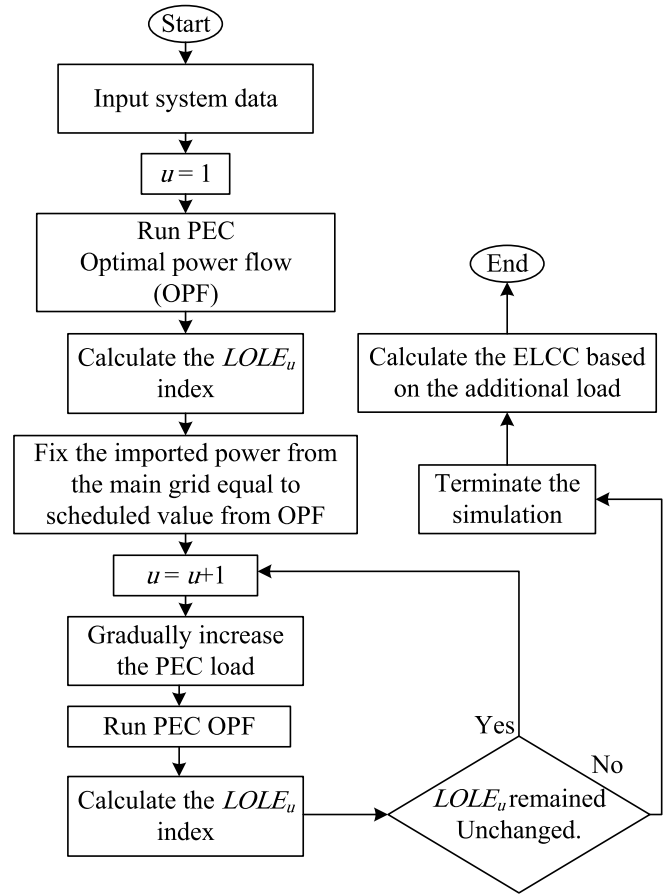 Start
Input system data
u = 1
Run PEC
Optimal power flow
(OPF)
Calculate the LOLEu
index
Fix the imported power from
the main grid equal to
scheduled value from OPF
u = u+1
Gradually increase
the PEC load
Run PEC OPF
Calculate the LOLEu
index
LOLEu remained
Unchanged.
Yes
No
Terminate the
simulation
Calculate the ELCC based
on the additional load
End